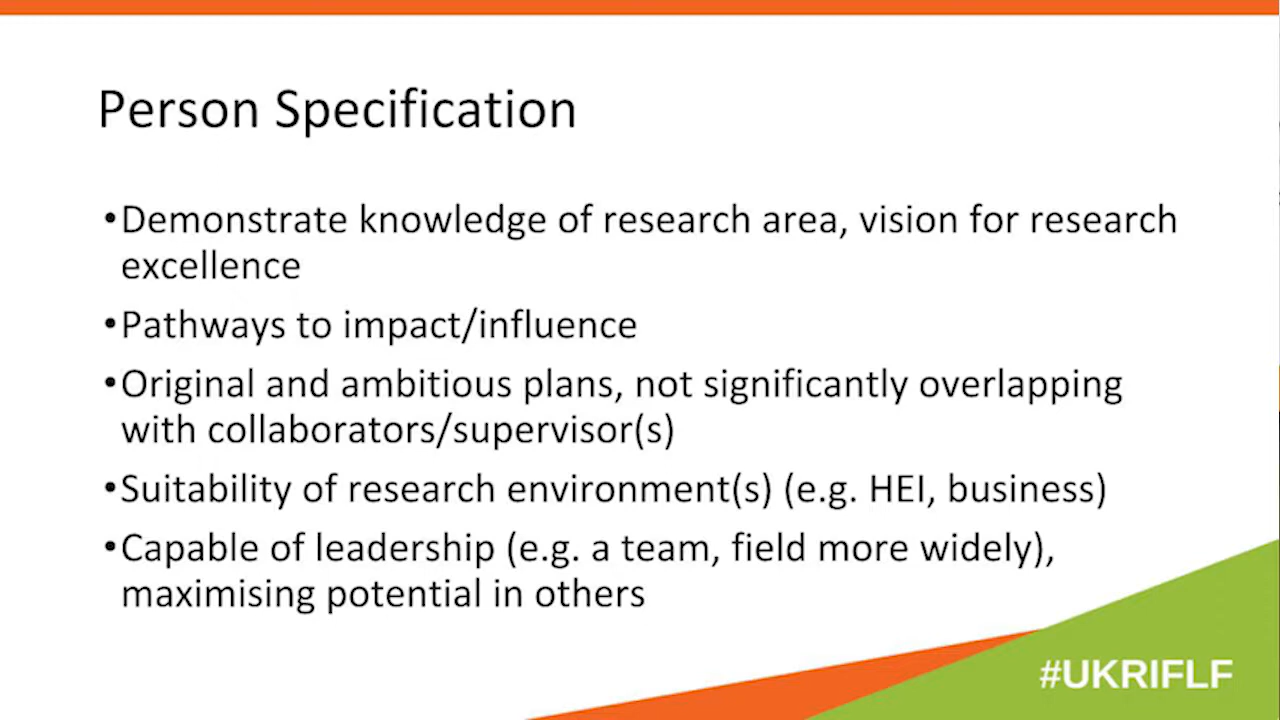 Person Specification
•Demonstrate knowledge of research area, vision for research
excellence
•Pathways to impact/influence
•Original and ambitious plans, not significantly overlapping
with collaborators/supervisor(s)
•Suitability of research environment(s) (e.g. HEI, business)
•Capable of leadership (e.g. a team, field more widely),
maximising potential in others
#UKRIFLF